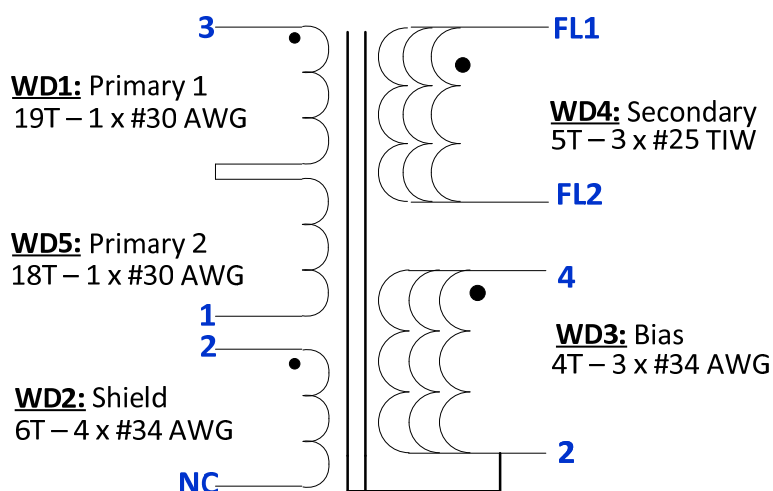 3
WD1: Primary 1
19T – 1 x #30 AWG
WD5: Primary 2
18T – 1 x #30 AWG
1
2
WD2: Shield
6T – 4 x #34 AWG
NC
FL1
WD4: Secondary
5T – 3 x #25 TIW
FL2
4
WD3: Bias
4T – 3 x #34 AWG
2